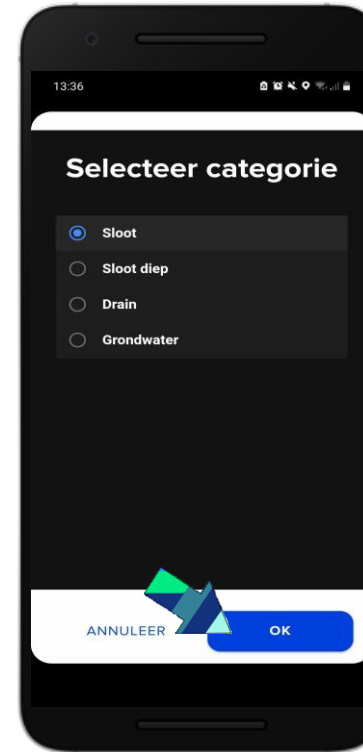 13:36
Selecteer categorie
Sloot
Sloot diep
Drain
Grondwater
ANNULEER OK